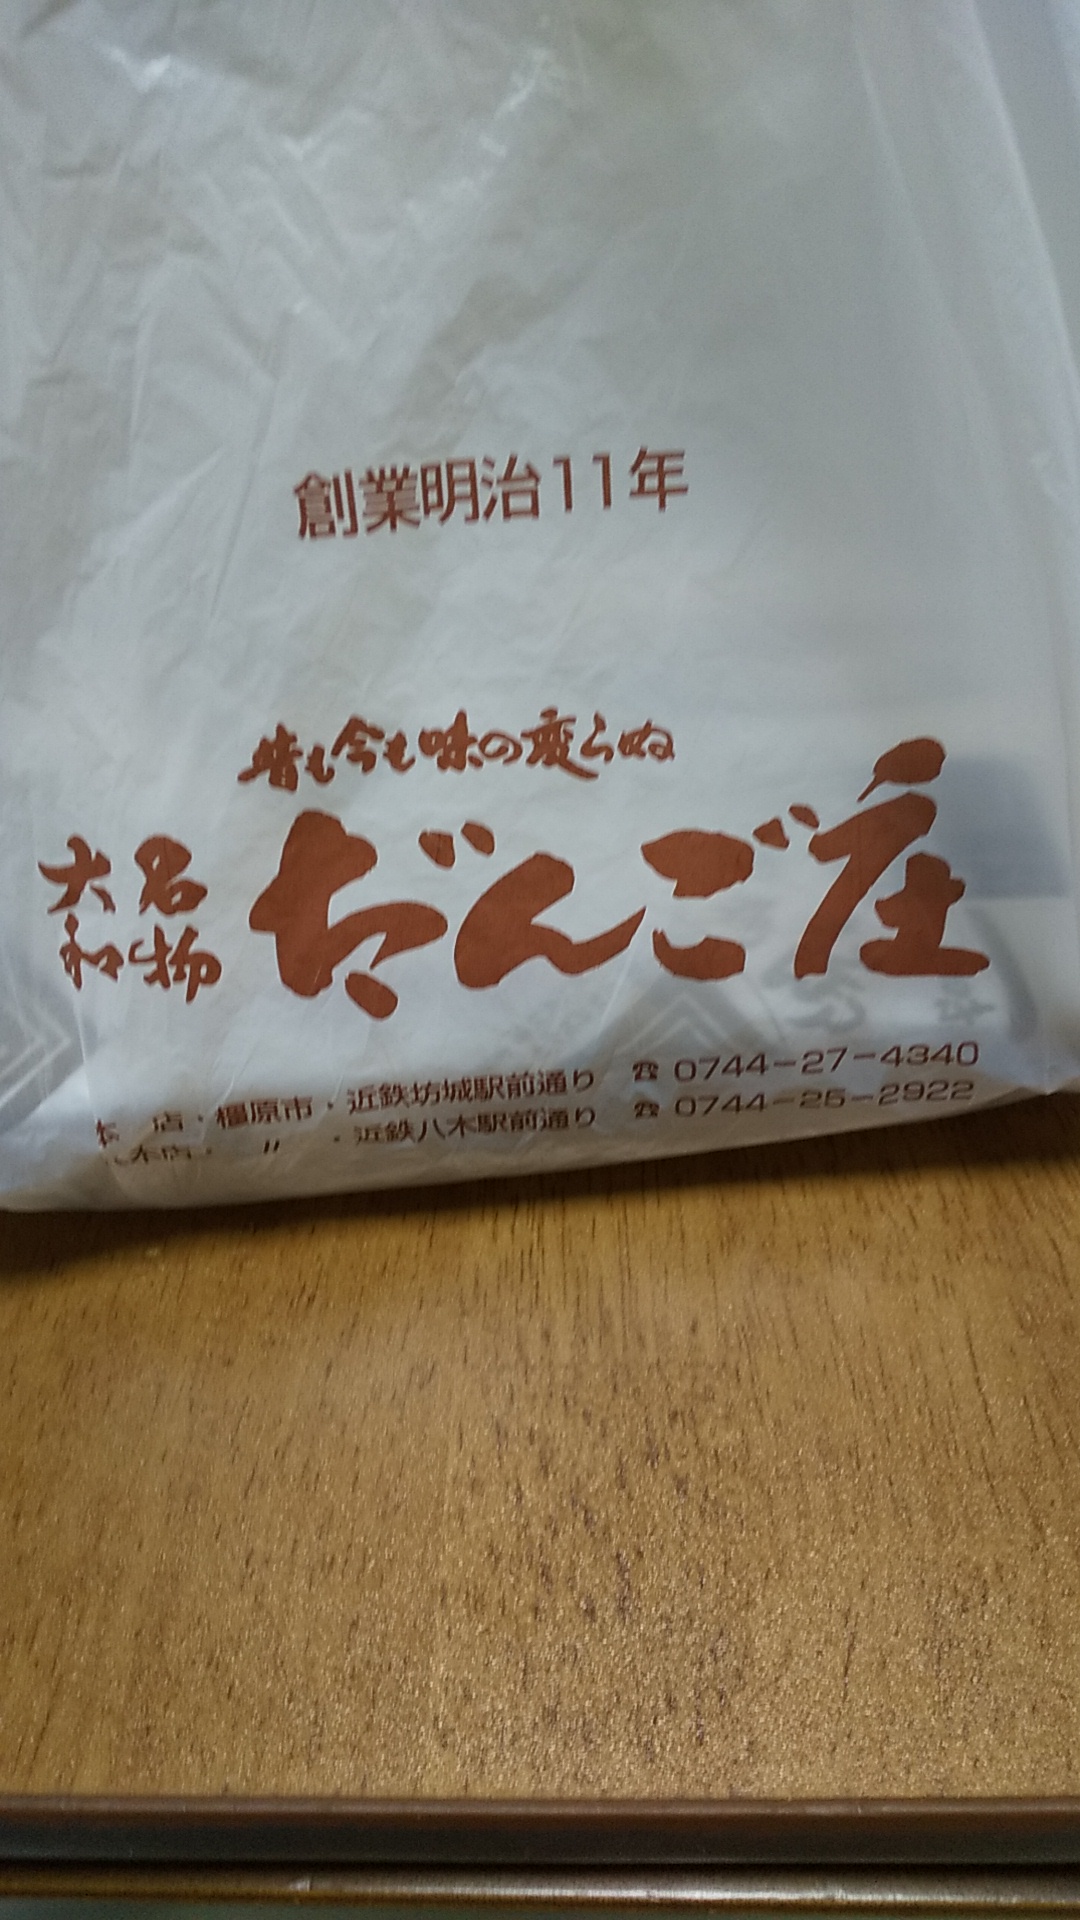 創業明治11年
昔も今も味の変らぬ
大和名物
だんご庄
本店・橿原市・近鉄坊城駅前通り ☎ 0744-27-4340
木店・ 〃 ・近鉄八木駅前通り ☎ 0744-25-2922